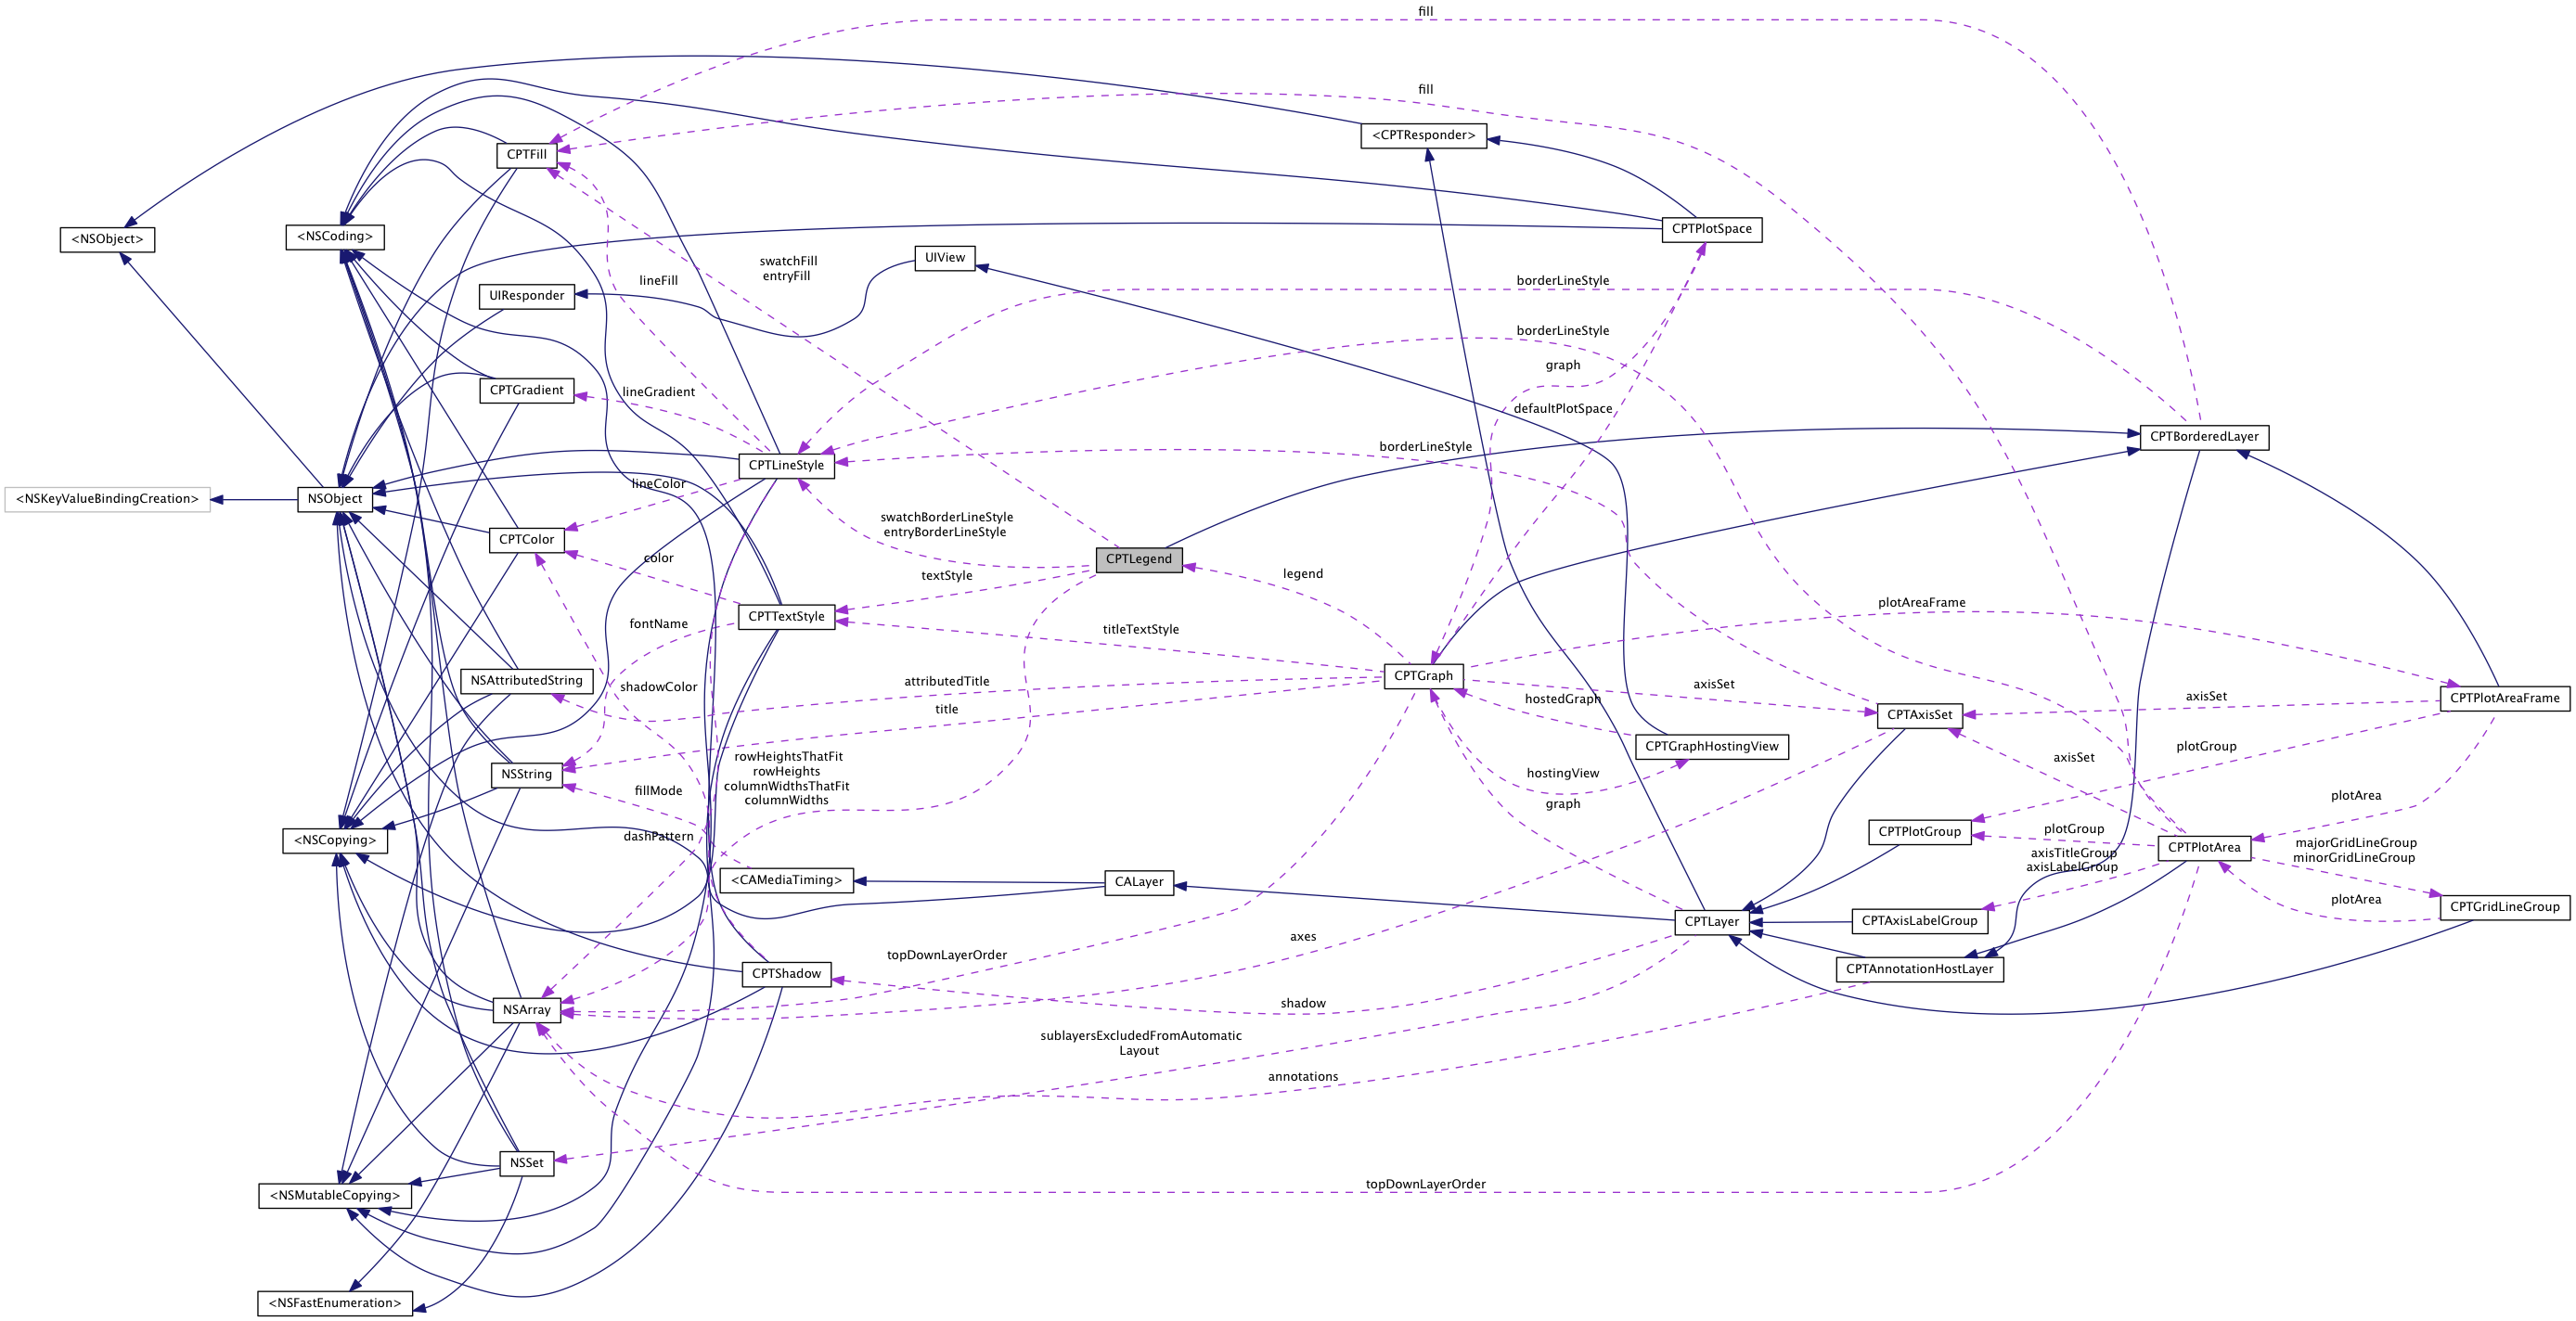 fill
fill
<CPTResponder>
CPTFill
<NSObject>
<NSCoding>
CPTPlotSpace
UIView
swatchFill
entryFill
lineFill
borderLineStyle
UIResponder
borderLineStyle
graph
CPTGradient
lineGradient
defaultPlotSpace
CPTBorderedLayer
borderLineStyle
CPTLineStyle
lineColor
<NSKeyValueBindingCreation>
NSObject
swatchBorderLineStyle
entryBorderLineStyle
CPTColor
color
CPTLegend
textStyle
legend
plotAreaFrame
CPTTextStyle
fontName
titleTextStyle
NSAttributedString
shadowColor
attributedTitle
CPTGraph
axisSet
hostedGraph
axisSet
CPTPlotAreaFrame
title
CPTAxisSet
CPTGraphHostingView
plotGroup
rowHeightsThatFit
rowHeights
columnWidthsThatFit
columnWidths
NSString
fillMode
hostingView
axisSet
plotArea
graph
<NSCopying>
dashPattern
CPTPlotGroup
plotGroup
CPTPlotArea
majorGridLineGroup
minorGridLineGroup
axisTitleGroup
axisLabelGroup
<CAMediaTiming>
CALayer
plotArea
CPTGridLineGroup
CPTLayer
CPTAxisLabelGroup
axes
topDownLayerOrder
CPTShadow
CPTAnnotationHostLayer
NSArray
shadow
sublayersExcludedFromAutomatic
Layout
annotations
NSSet
topDownLayerOrder
<NSMutableCopying>
<NSFastEnumeration>